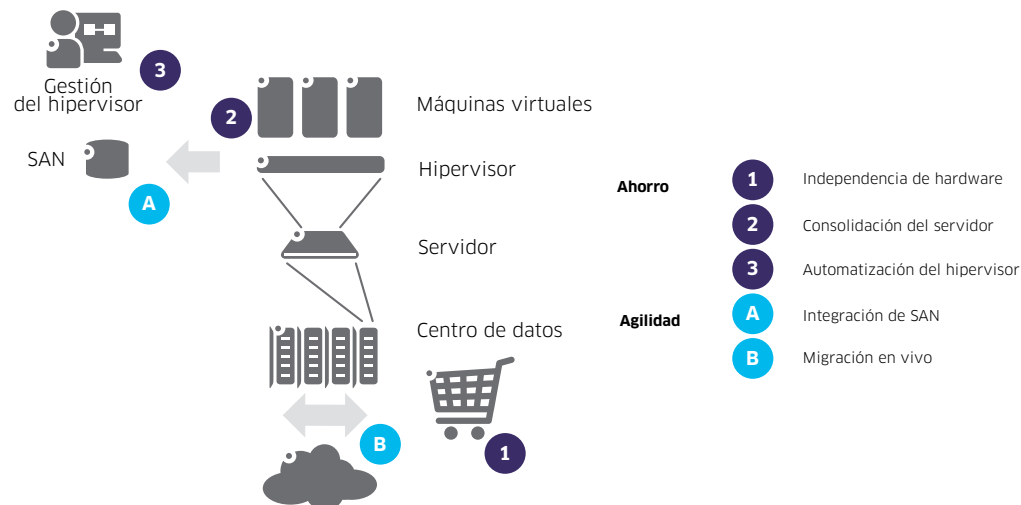 3
Gestión
del hipervisor
2
Máquinas virtuales
SAN
Hipervisor
A
Servidor
Centro de datos
B
1
Ahorro
1 Independencia de hardware
2 Consolidación del servidor
3 Automatización del hipervisor
Agilidad
A Integración de SAN
B Migración en vivo